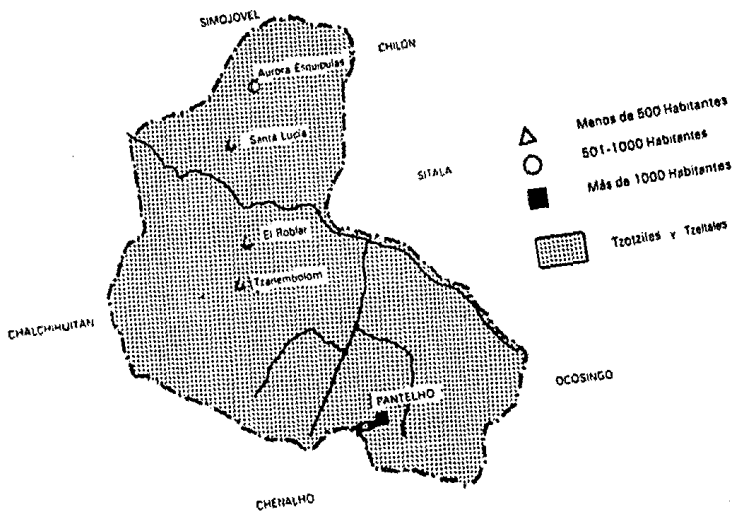 SIMOJOVEL
CHILON
Aurora Esquipulas
Santa Lucía
Menos de 500 Habitantes
501-1000 Habitantes
Más de 1000 Habitantes
SITALA
El Roblar
Tzotziles y Tzeltales
Tzanembolom
CHALCHIHUITAN
OCOSINGO
PANTELHO
CHENALHO